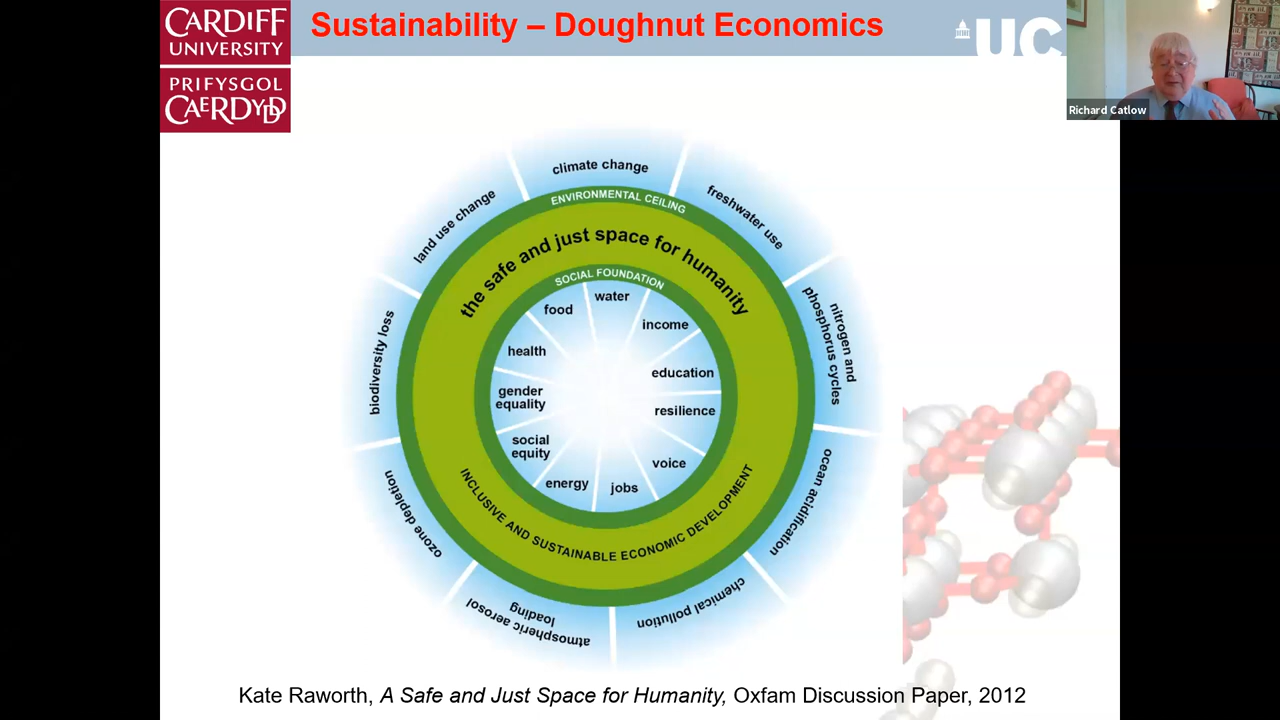 CARDIFF
UNIVERSITY
PRIFYSGOL
CAERDYDD
Sustainability – Doughnut Economics
UC
Richard Catlow
climate change
freshwater use
nitrogen and
phosphorus cycles
ocean acidification
chemical pollution
atmospheric aerosol
loading
ozone depletion
biodiversity loss
land use change
ENVIRONMENTAL CEILING
the safe and just space for humanity
SOCIAL FOUNDATION
water
income
education
resilience
voice
jobs
energy
social
equity
gender
equality
health
food
INCLUSIVE AND SUSTAINABLE ECONOMIC DEVELOPMENT
Kate Raworth, A Safe and Just Space for Humanity, Oxfam Discussion Paper, 2012